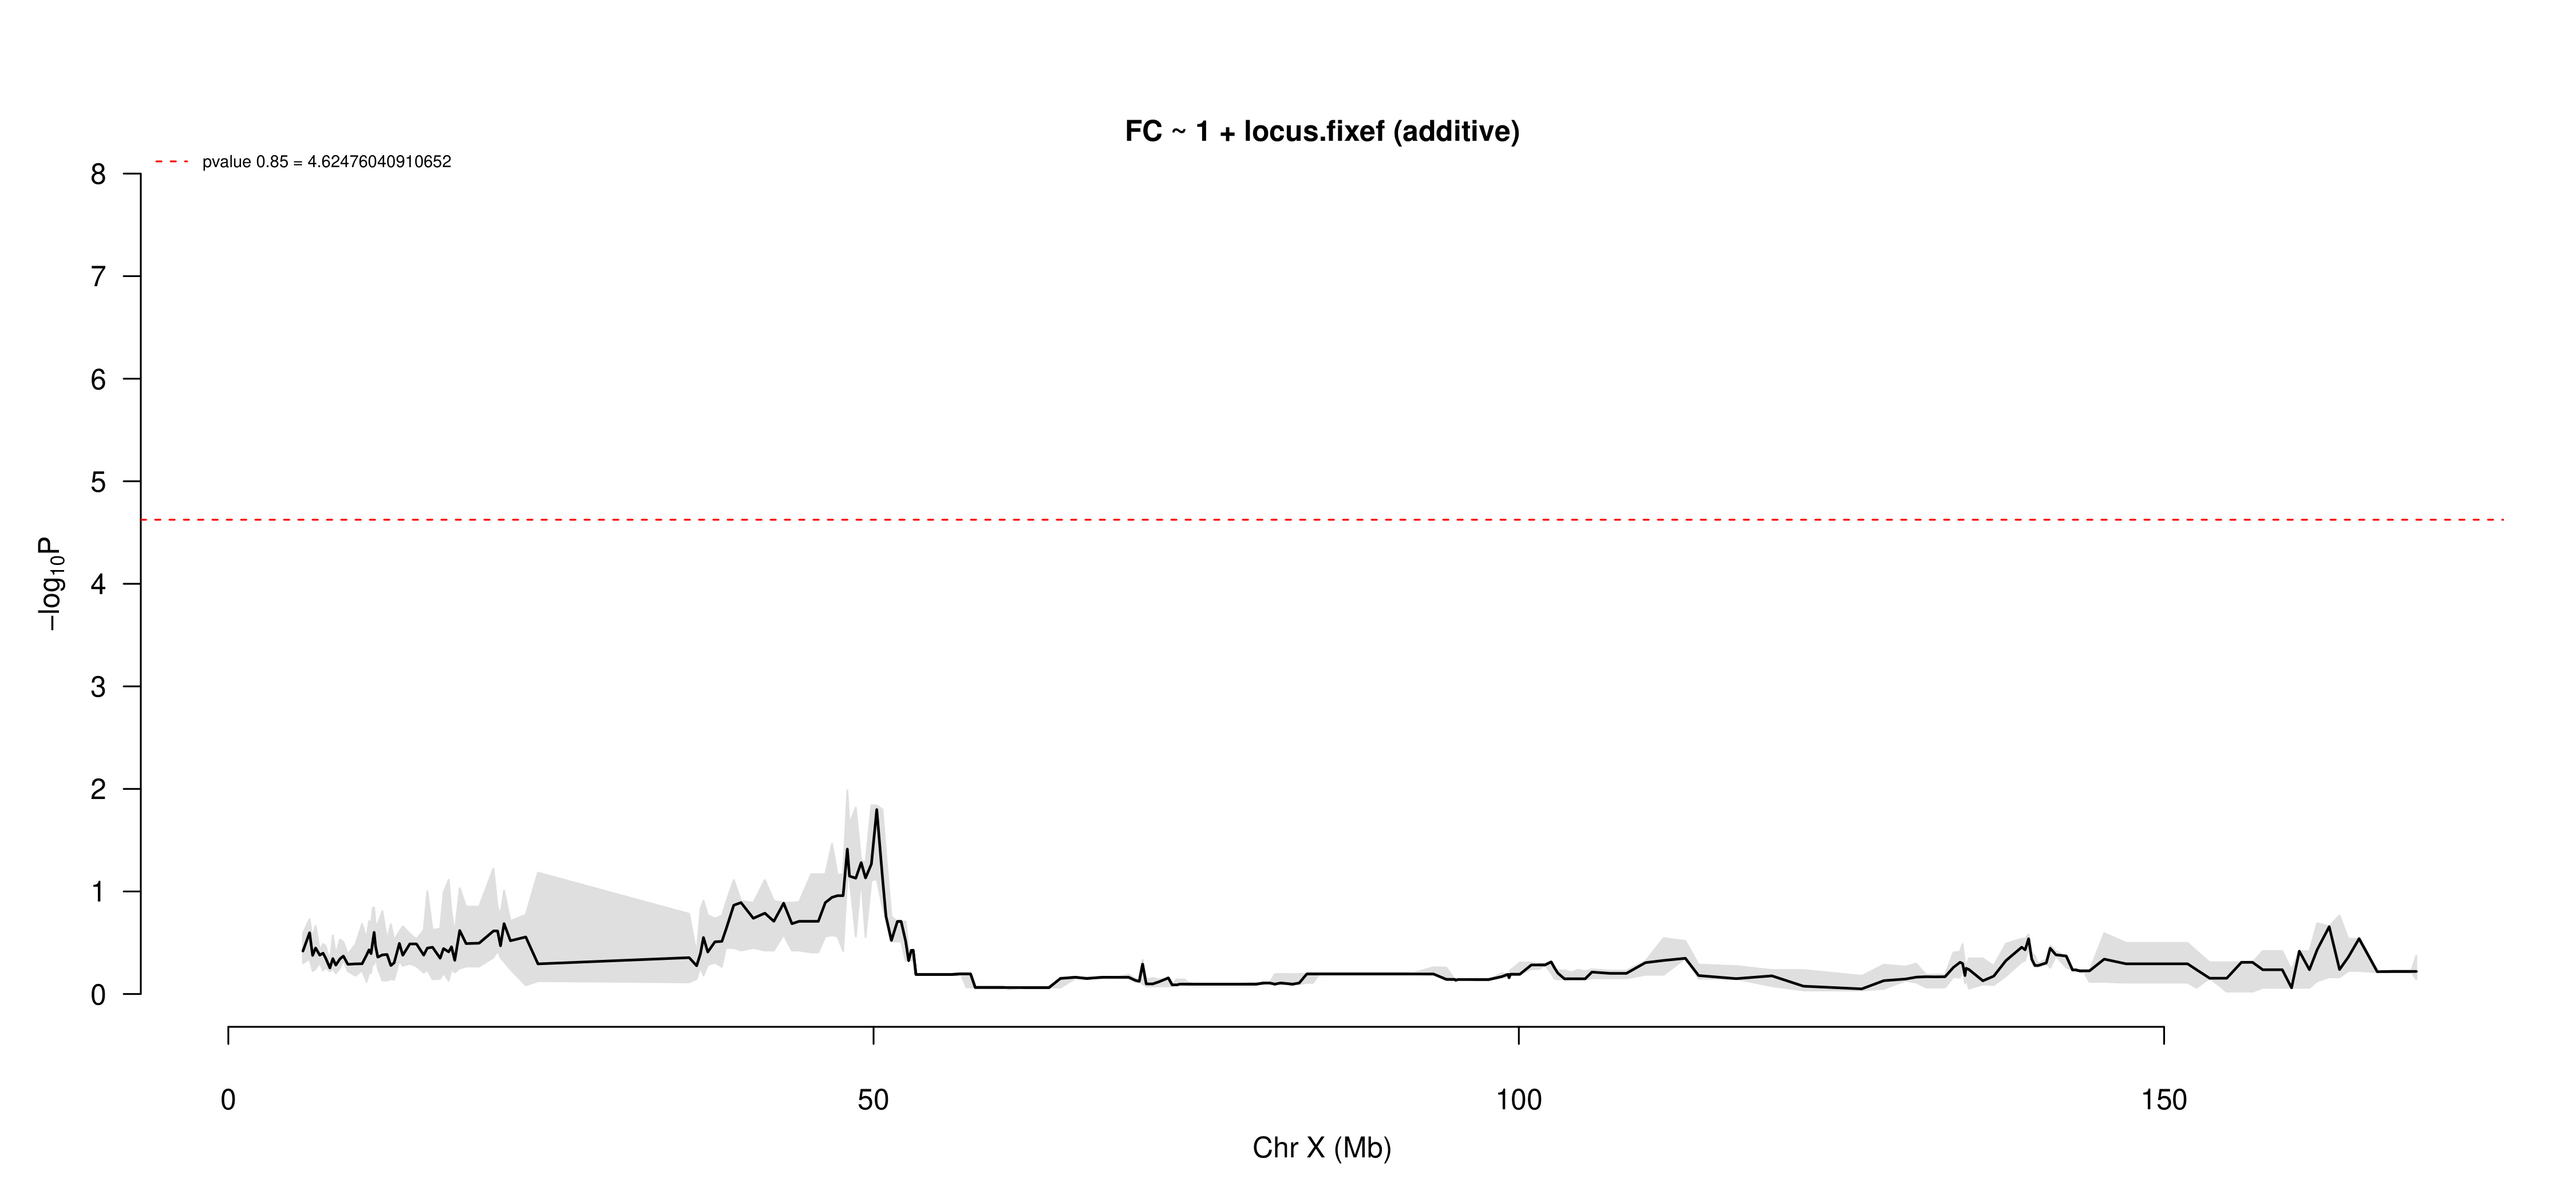 FC ~ 1 + locus.fixef (additive)
pvalue 0.85 = 4.62476040910652
8
7
6
5
4
3
2
1
0
−log10P
0 50 100 150
Chr X (Mb)